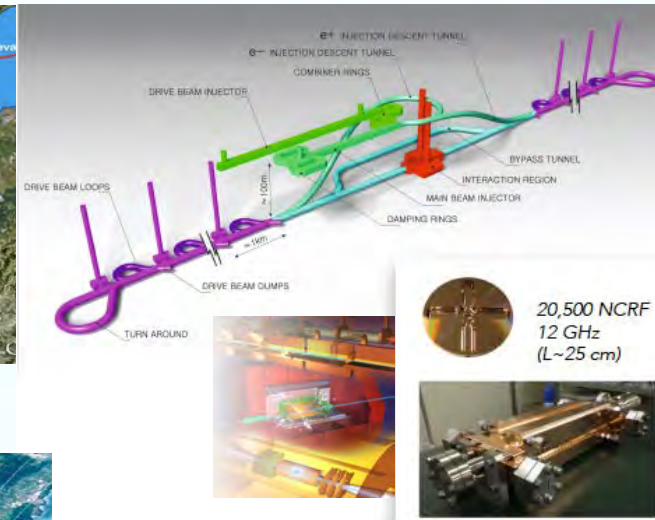 e+ INJECTION DESCENT TUNNEL
e− INJECTION DESCENT TUNNEL
COMBINER RINGS
DRIVE BEAM INJECTOR
BYPASS TUNNEL
INTERACTION REGION
DRIVE BEAM LOOPS
~100m
MAIN BEAM INJECTOR
DAMPING RINGS
~1km
DRIVE BEAM DUMPS
TURN AROUND
20,500 NCRF
12 GHz
(L~25 cm)